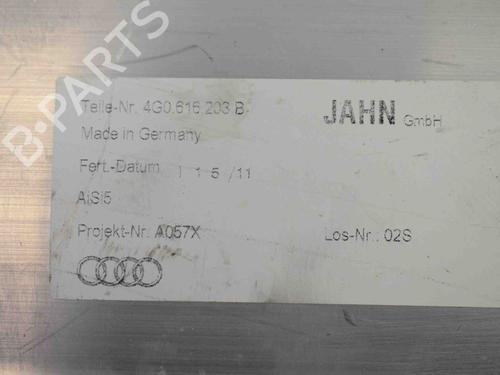 Teile-Nr. 4G0.616.203 B
JAHN GmbH
Made in Germany
Fert.-Datum 1 1 5 /11
AlSi5
Projekt-Nr. A057X
Los-Nr.: 02S
B-PARTS
B-PARTS